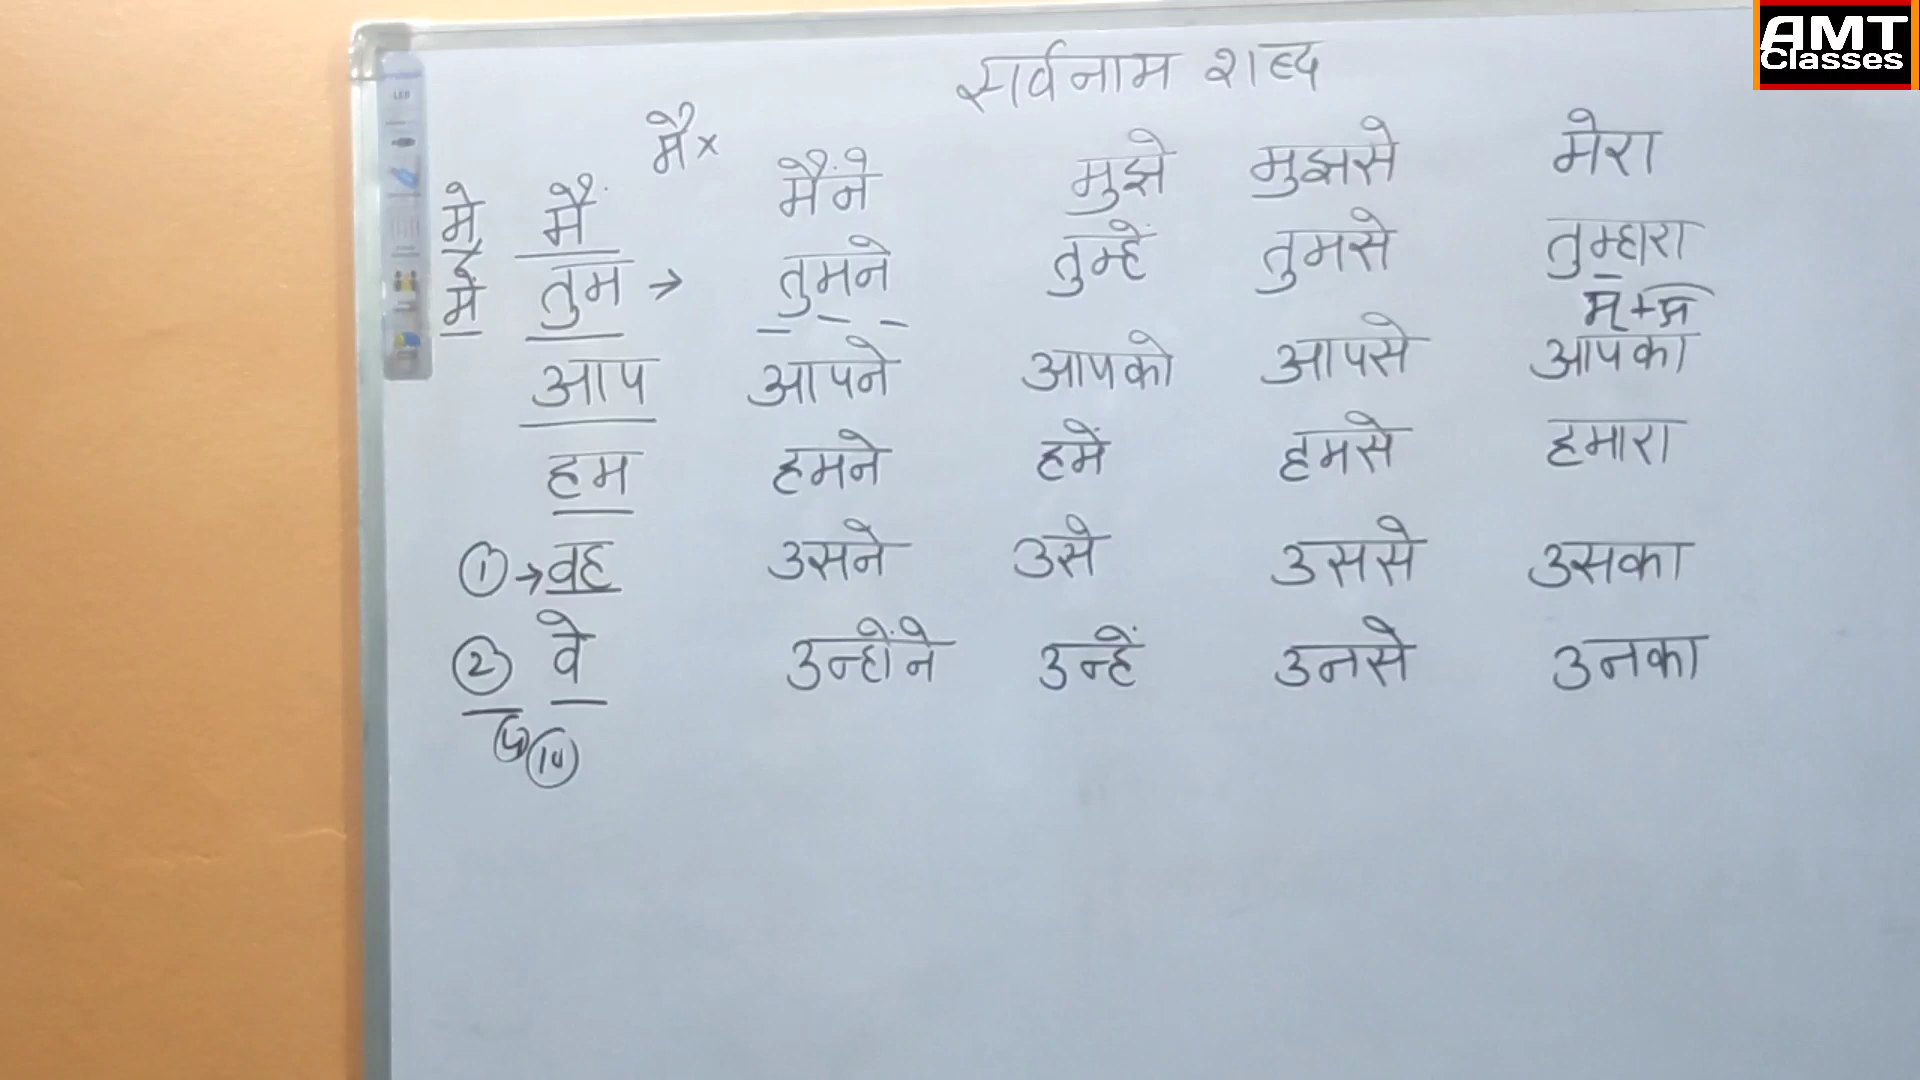 AMT
Classes
सर्वनाम शब्द
मै ×
मे मैं मैंने मुझे मुझसे मेरा
में तुम → तुमने तुम्हें तुमसे तुम्हारा
म्+अ
आप आपने आपको आपसे आपका
हम हमने हमें हमसे हमारा
① → वह उसने उसे उससे उसका
② वे उन्होंने उन्हें उनसे उनका